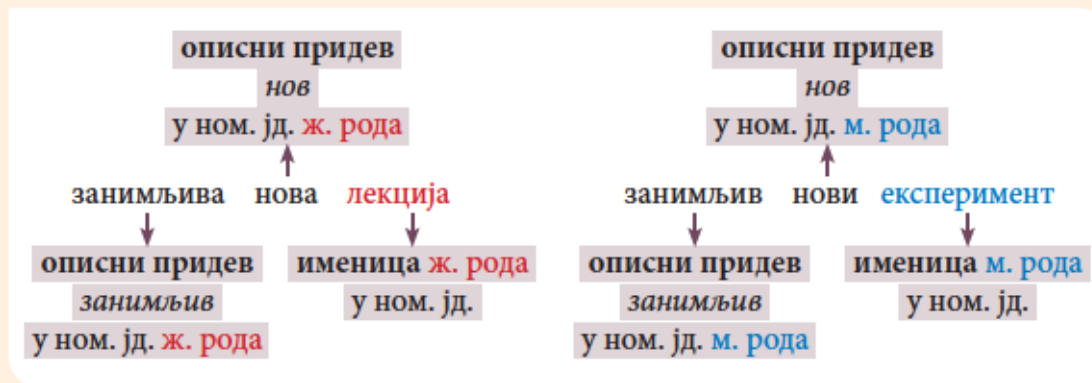 описни придев
нов
у ном. јд. ж. рода
занимљива нова лекција
описни придев
занимљив
у ном. јд. ж. рода
именица ж. рода
у ном. јд.
описни придев
нов
у ном. јд. м. рода
занимљив нови експеримент
описни придев
занимљив
у ном. јд. м. рода
именица м. рода
у ном. јд.